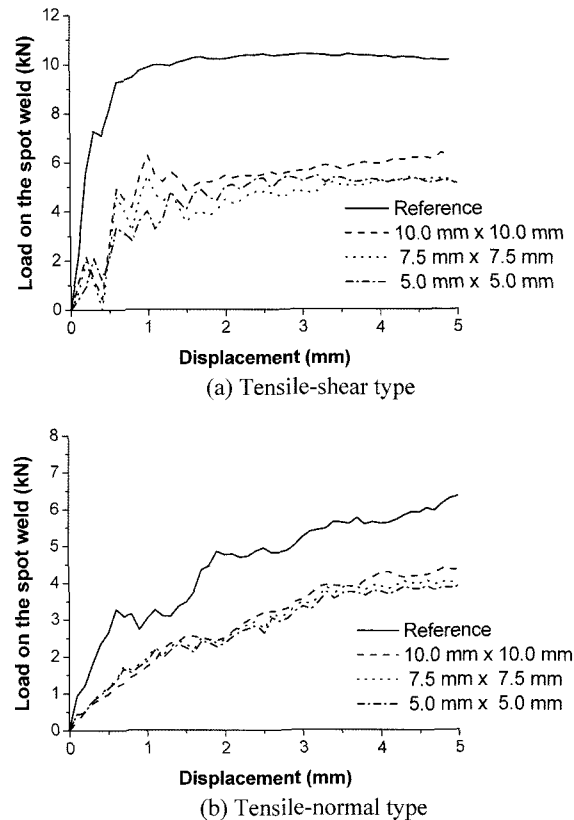 12
10
8
6
4
2
0
Load on the spot weld (kN)
Reference
10.0 mm x 10.0 mm
7.5 mm x 7.5 mm
5.0 mm x 5.0 mm
0 1 2 3 4 5
Displacement (mm)
(a) Tensile-shear type
8
7
6
5
4
3
2
1
0
Load on the spot weld (kN)
Reference
10.0 mm x 10.0 mm
7.5 mm x 7.5 mm
5.0 mm x 5.0 mm
0 1 2 3 4 5
Displacement (mm)
(b) Tensile-normal type